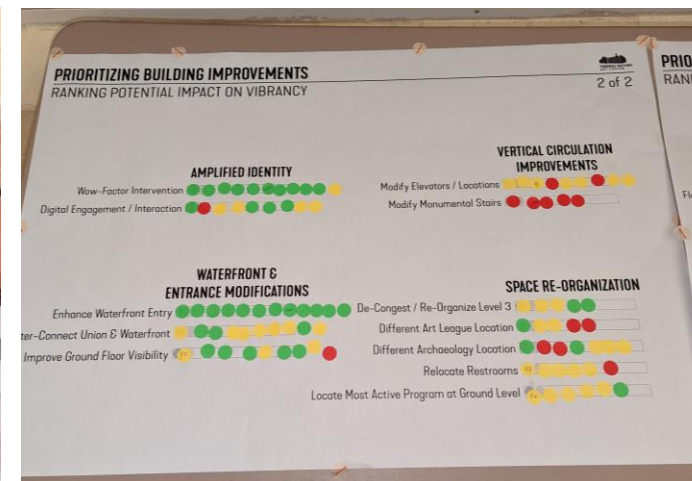 PRIORITIZING BUILDING IMPROVEMENTS
RANKING POTENTIAL IMPACT ON VIBRANCY
2 of 2
PRIO
RAN
AMPLIFIED IDENTITY
Wow-Factor Intervention
Digital Engagement / Interaction
VERTICAL CIRCULATION
IMPROVEMENTS
Modify Elevators / Locations
Modify Monumental Stairs
WATERFRONT &
ENTRANCE MODIFICATIONS
Enhance Waterfront Entry
ter-Connect Union & Waterfront
Improve Ground Floor Visibility
SPACE RE-ORGANIZATION
De-Congest / Re-Organize Level 3
Different Art League Location
Different Archaeology Location
Relocate Restrooms
Locate Most Active Program at Ground Level